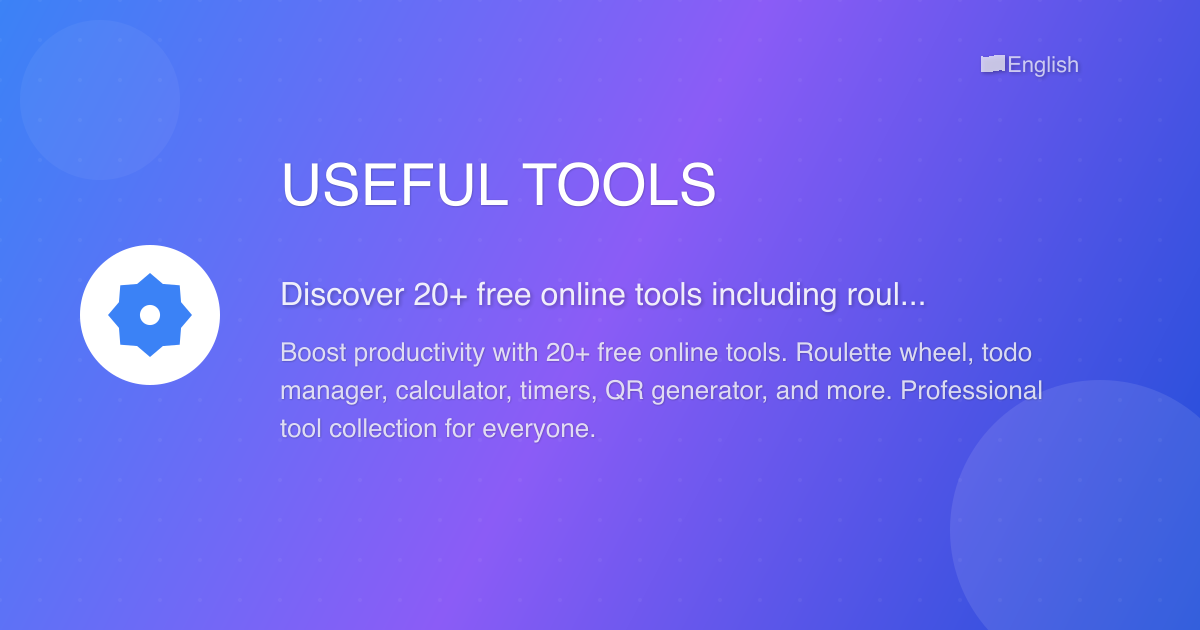 English
USEFUL TOOLS
Discover 20+ free online tools including roul...
Boost productivity with 20+ free online tools. Roulette wheel, todo
manager, calculator, timers, QR generator, and more. Professional
tool collection for everyone.